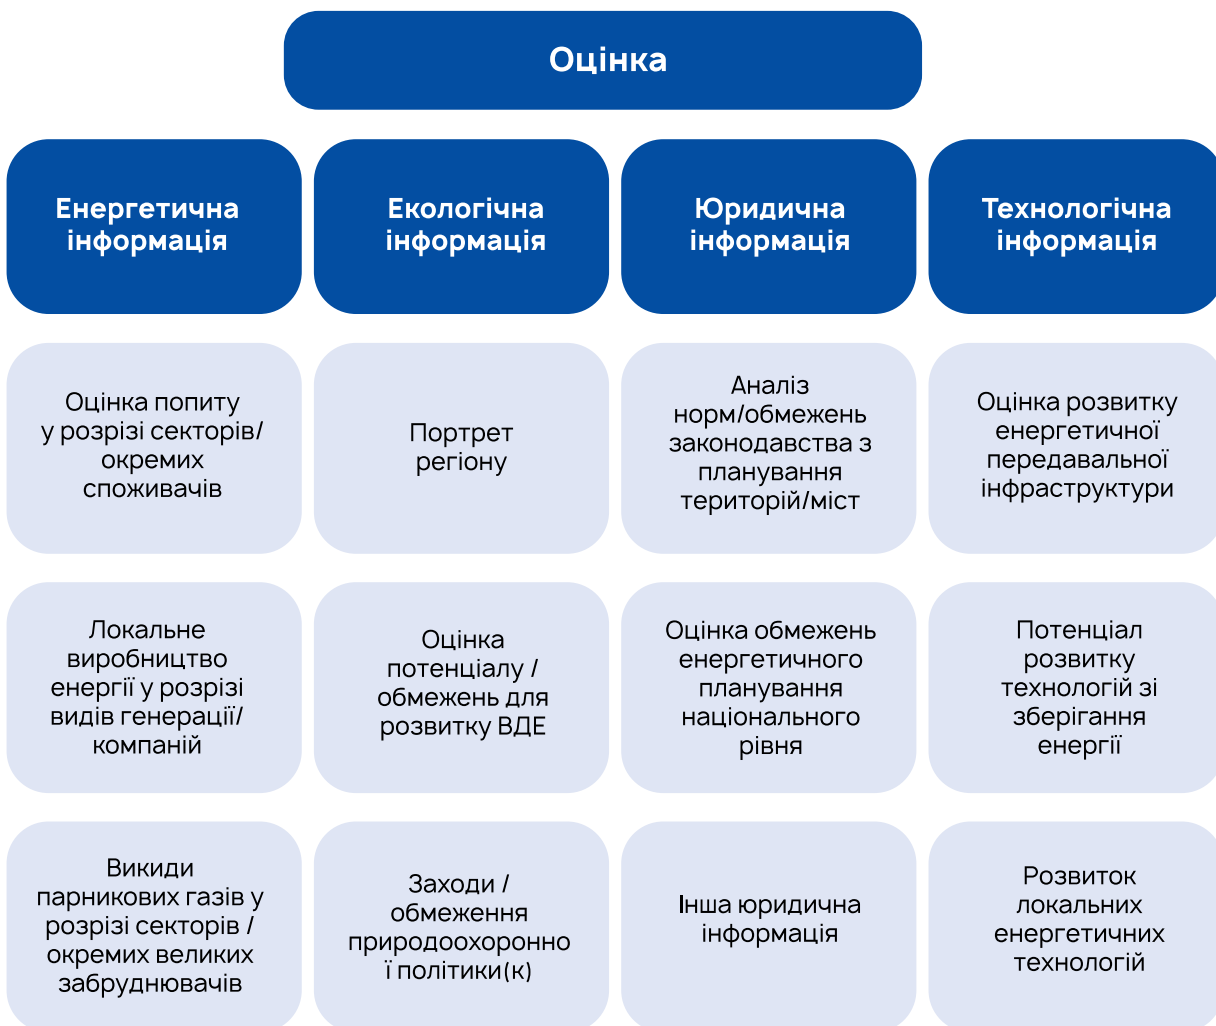 Оцінка
Енергетична
інформація
Екологічна
інформація
Юридична
інформація
Технологічна
інформація
Оцінка попиту
у розрізі секторів/
окремих
споживачів
Портрет
регіону
Аналіз
норм/обмежень
законодавства з
планування
територій/міст
Оцінка розвитку
енергетичної
передавальної
інфраструктури
Локальне
виробництво
енергії у розрізі
видів генерації/
компаній
Оцінка
потенціалу /
обмежень для
розвитку ВДЕ
Оцінка обмежень
енергетичного
планування
національного
рівня
Потенціал
розвитку
технологій зі
зберігання
енергії
Викиди
парникових газів у
розрізі секторів /
окремих великих
забруднювачів
Заходи /
обмеження
природоохоронно
ї політики(к)
Інша юридична
інформація
Розвиток
локальних
енергетичних
технологій